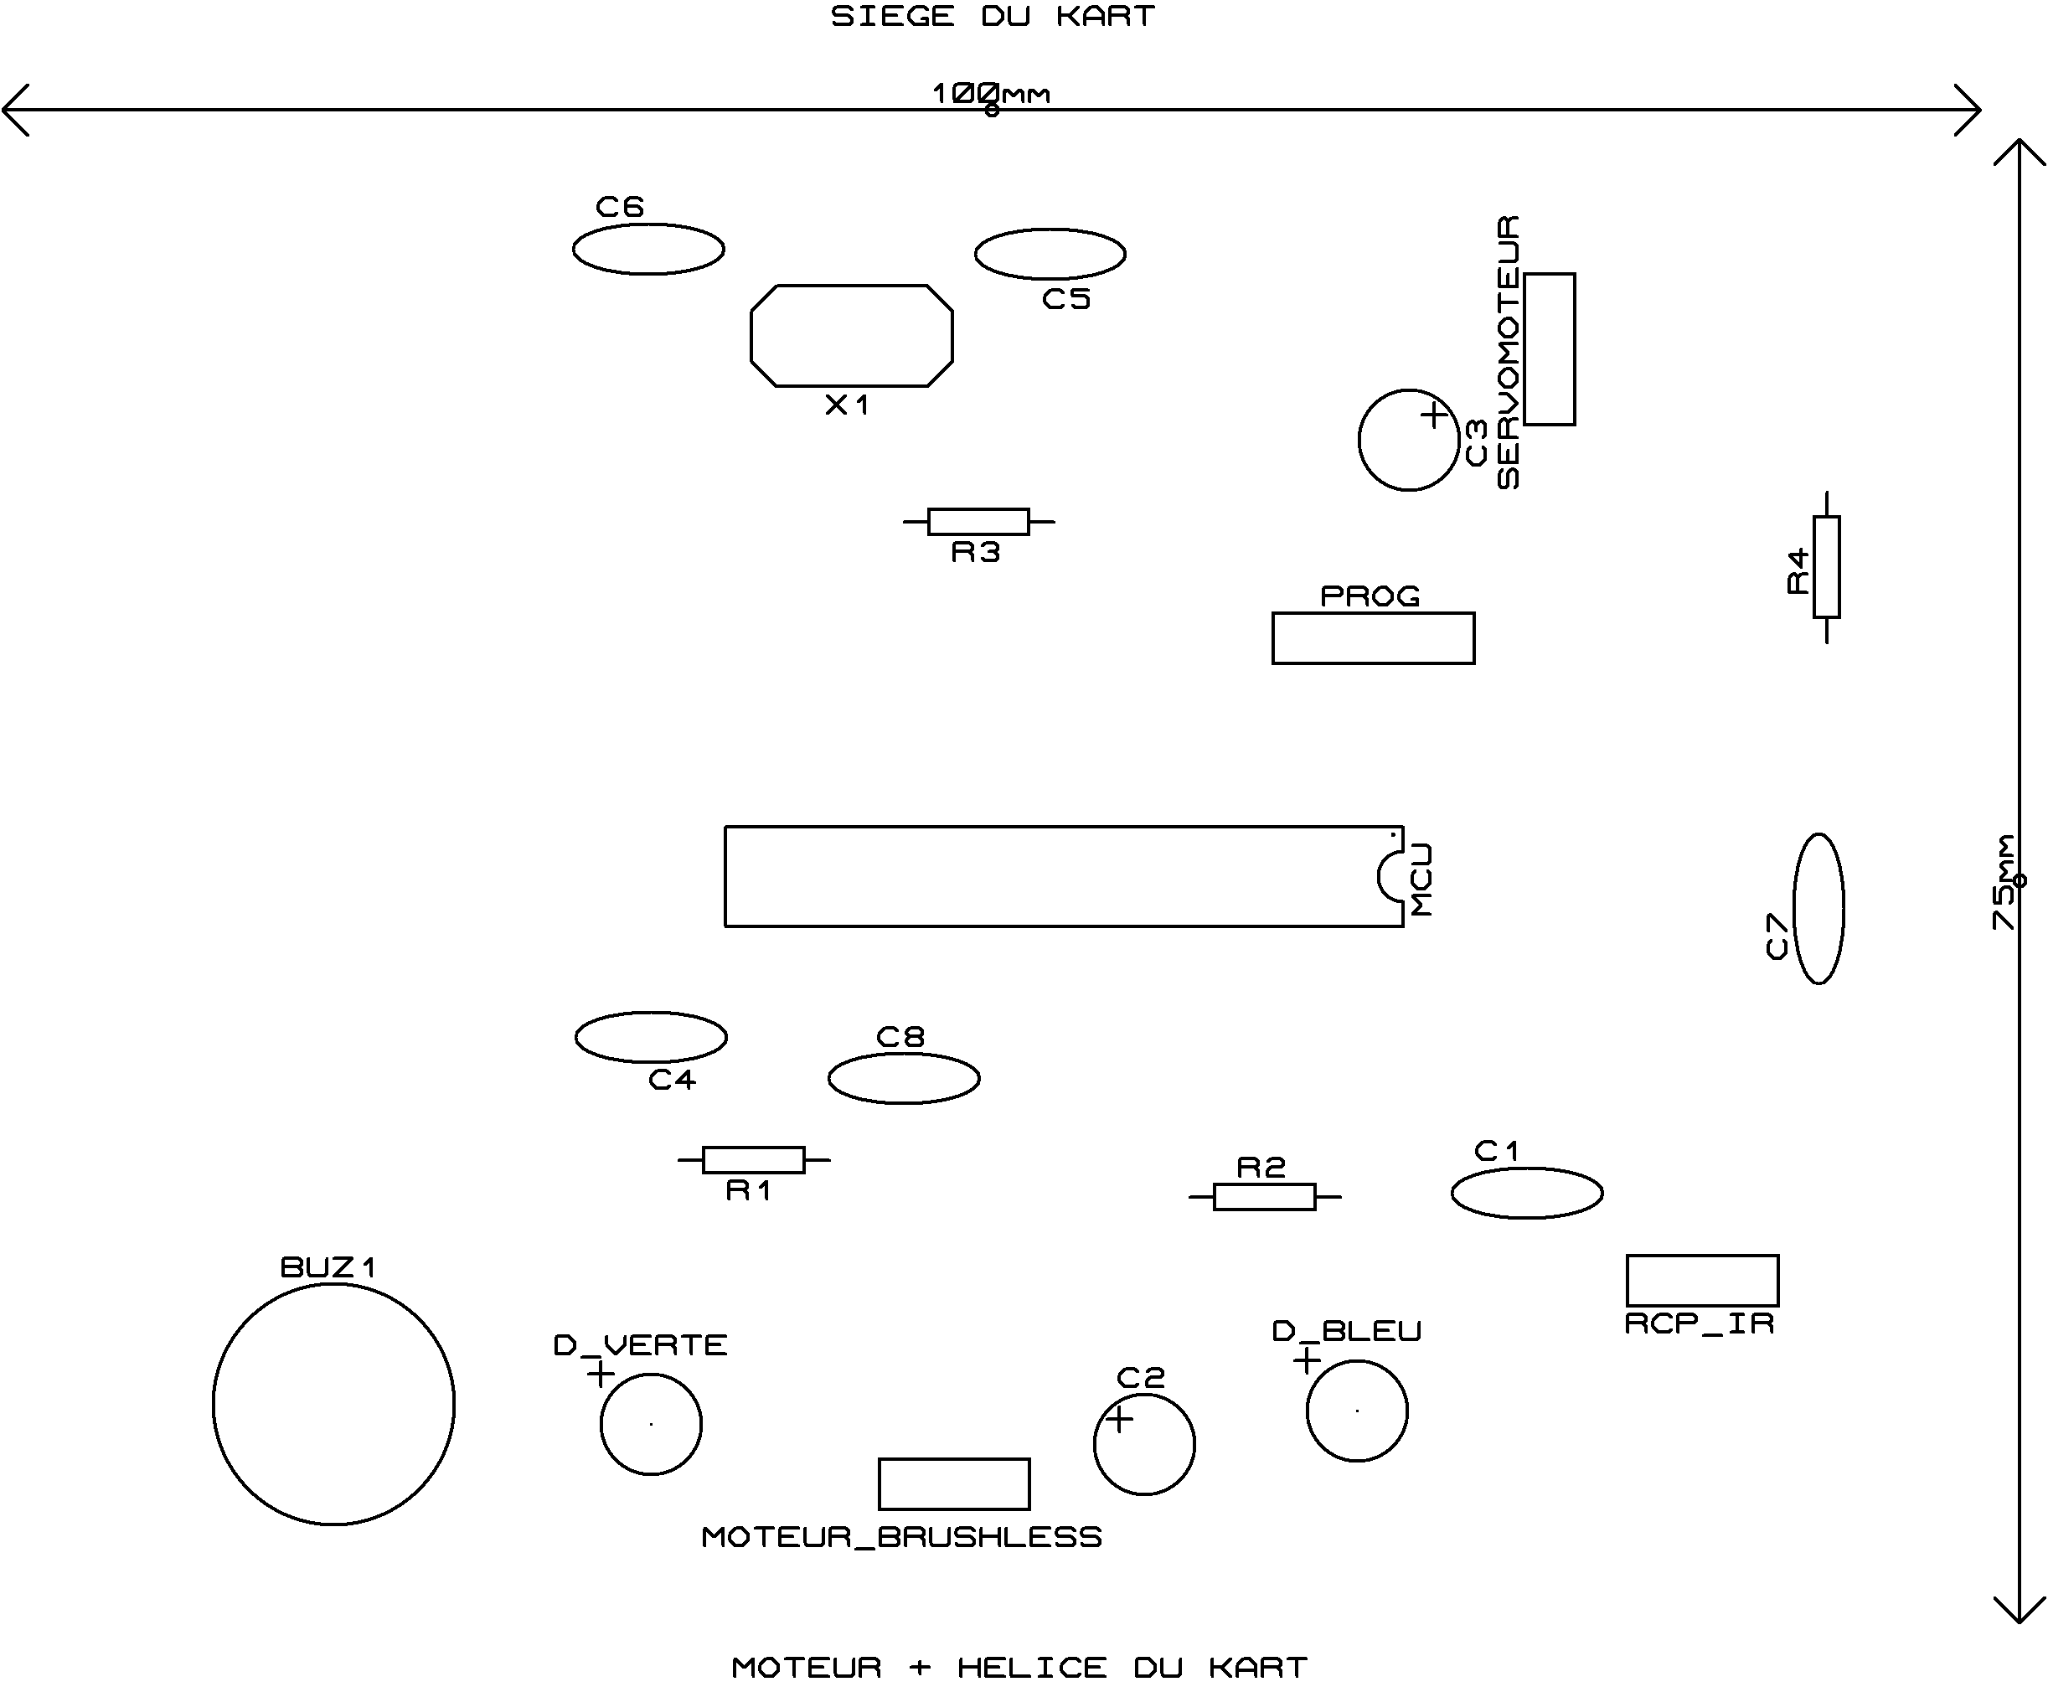 SIEGE DU KART
100mm
C6
C5
SERVOMOTEUR
X1
C3
R3
R4
PROG
MCU
75mm
C7
C8
C4
C1
R2
R1
BUZ1
RCP_IR
D_BLEU
D_VERTE
C2
MOTEUR_BRUSHLESS
MOTEUR + HELICE DU KART